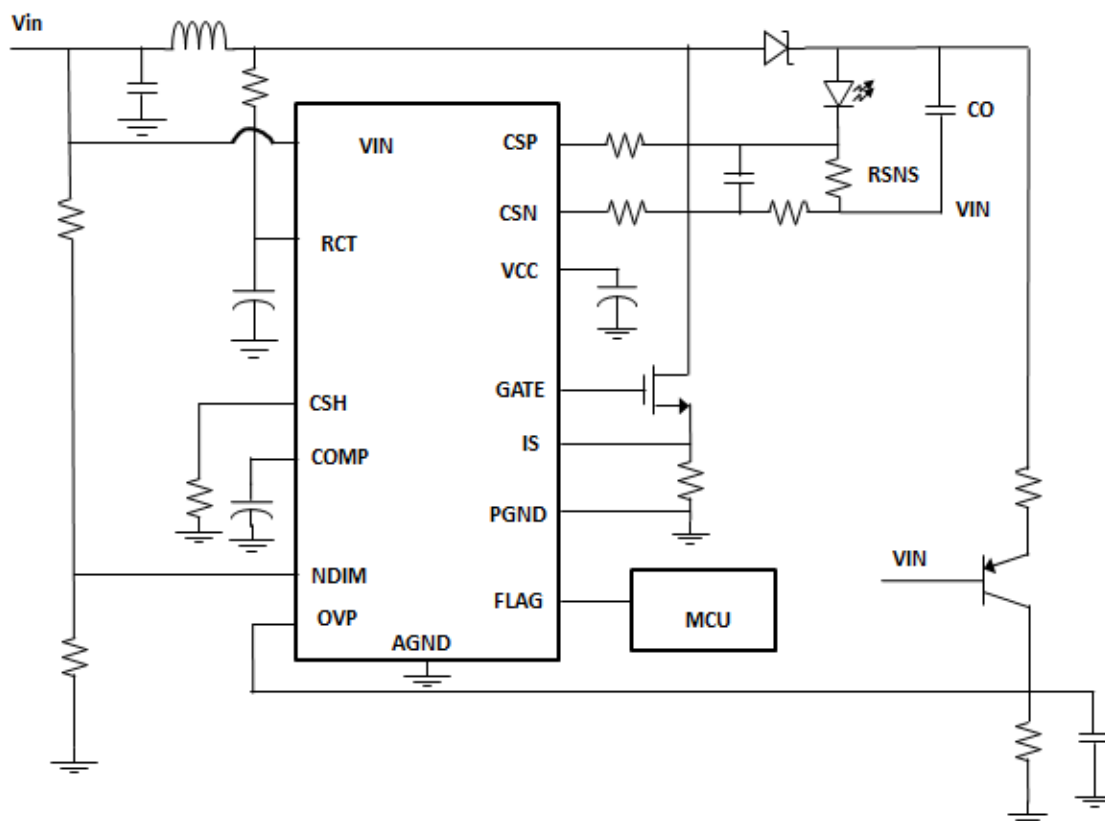 Vin
VIN
CSP
CO
RSNS
CSN
VIN
RCT
VCC
GATE
CSH
IS
COMP
PGND
VIN
NDIM
FLAG
MCU
OVP
AGND